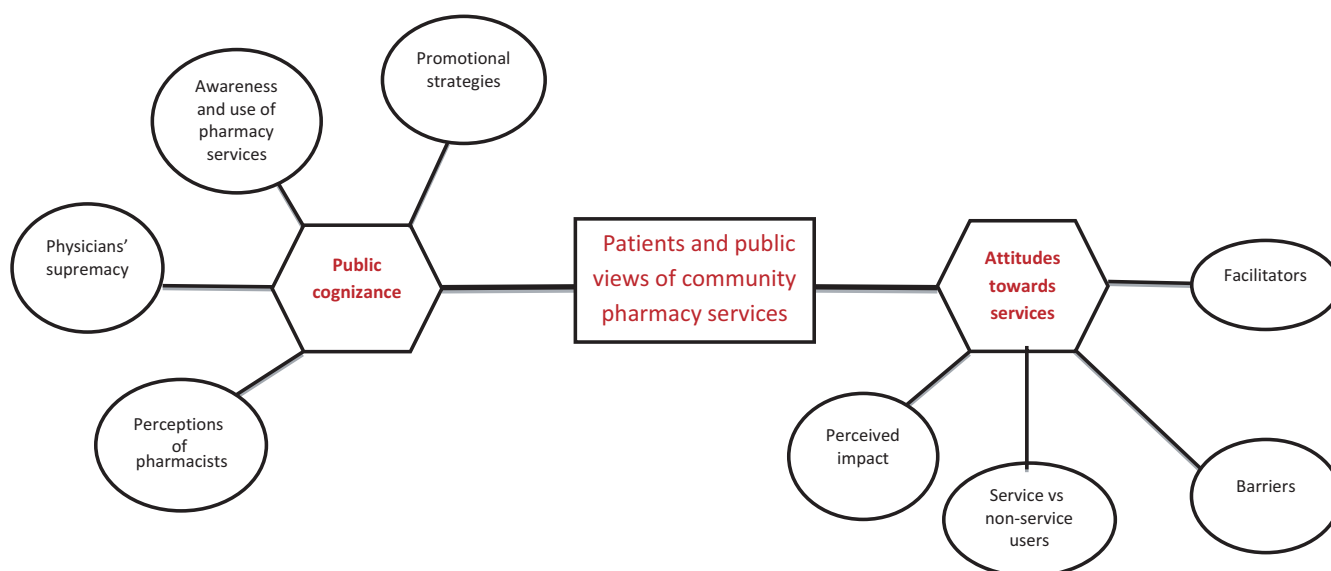 Promotional
strategies
Awareness
and use of
pharmacy
services
Physicians’
supremacy
Public
cognizance
Perceptions
of
pharmacists
Patients and public
views of community
pharmacy services
Attitudes
towards
services
Facilitators
Perceived
impact
Service vs
non-service
users
Barriers